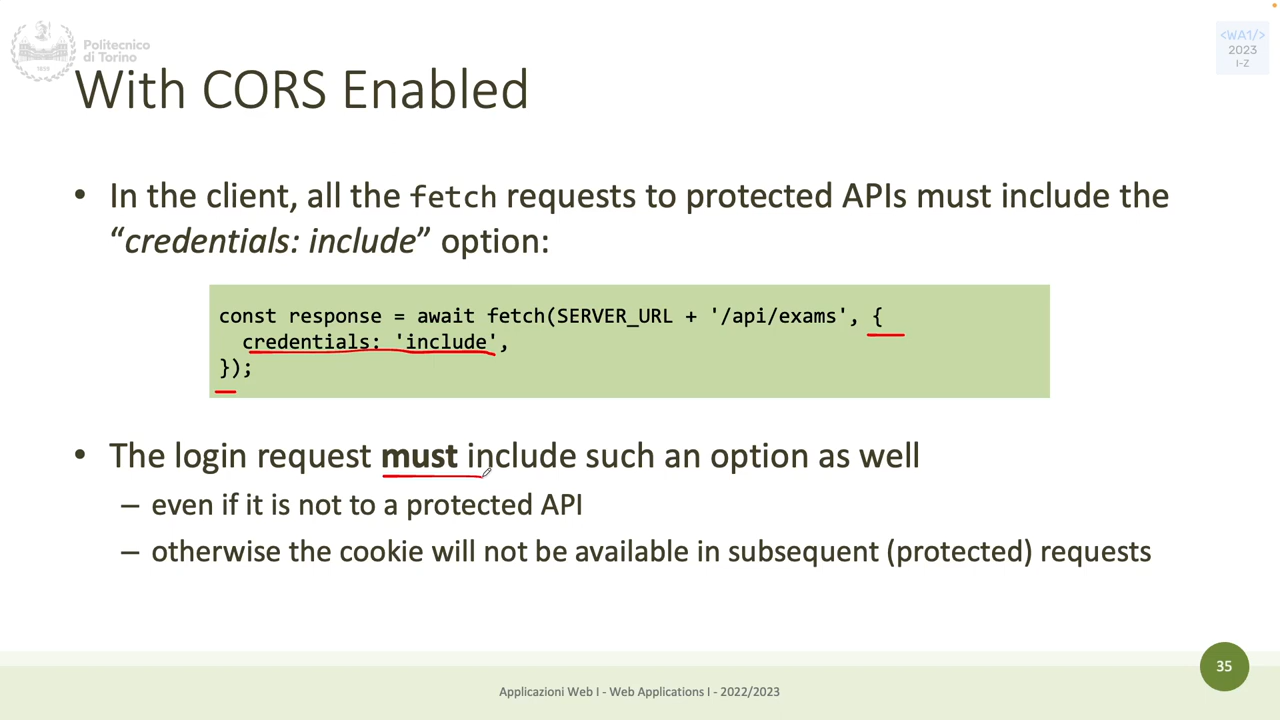 Politecnico
di Torino
1859
<WA1/>
2023
I-Z
With CORS Enabled
• In the client, all the fetch requests to protected APIs must include the
“credentials: include” option:
const response = await fetch(SERVER_URL + '/api/exams', {
credentials: 'include',
});
• The login request must include such an option as well
– even if it is not to a protected API
– otherwise the cookie will not be available in subsequent (protected) requests
35
Applicazioni Web I - Web Applications I - 2022/2023